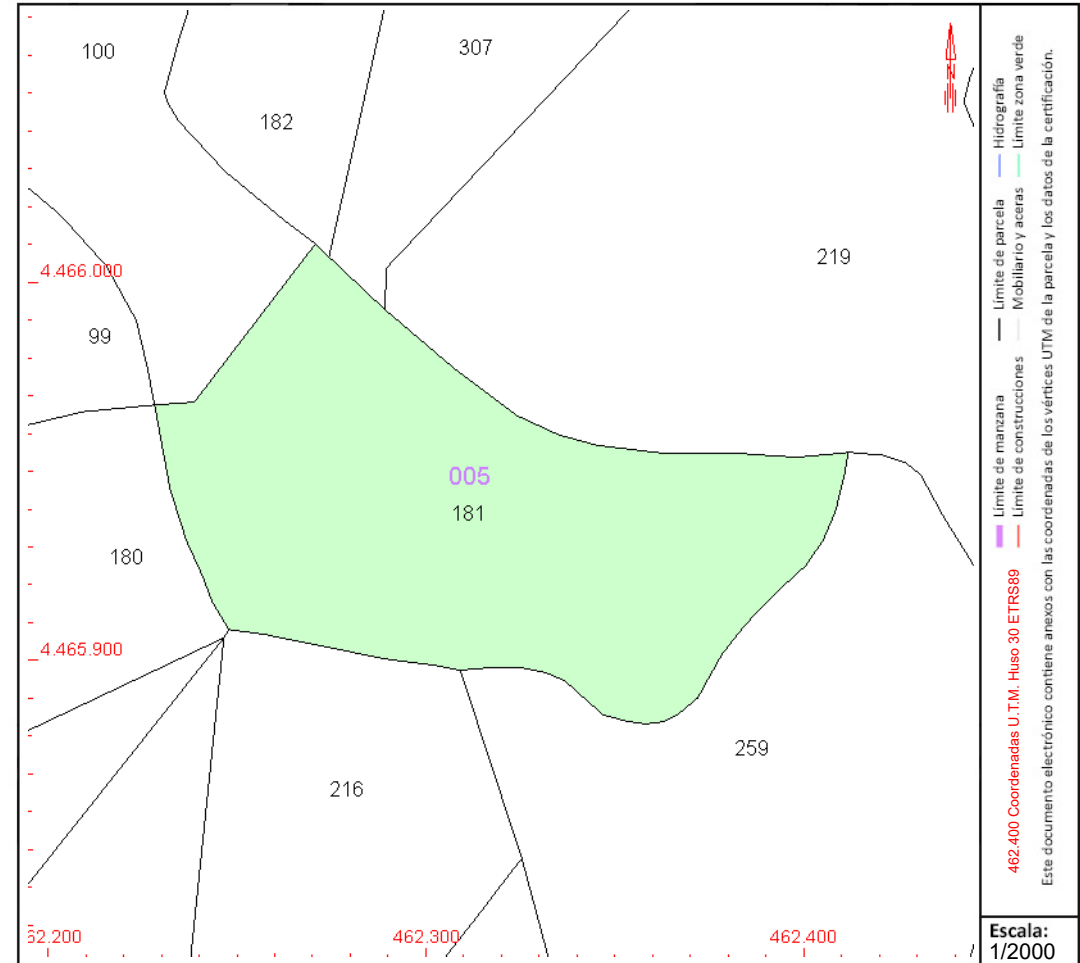 100
307
182
219
4.466.000
99
005
181
180
4.465.900
259
216
62.200
462.300
462.400
N
462.400 Coordenadas U.T.M. Huso 30 ETRS89
Límite de manzana
Límite de construcciones
Límite de parcela
Mobiliario y aceras
Hidrografía
Límite zona verde
Este documento electrónico contiene anexos con las coordenadas de los vértices UTM de la parcela y los datos de la certificación.
Escala:
1/2000